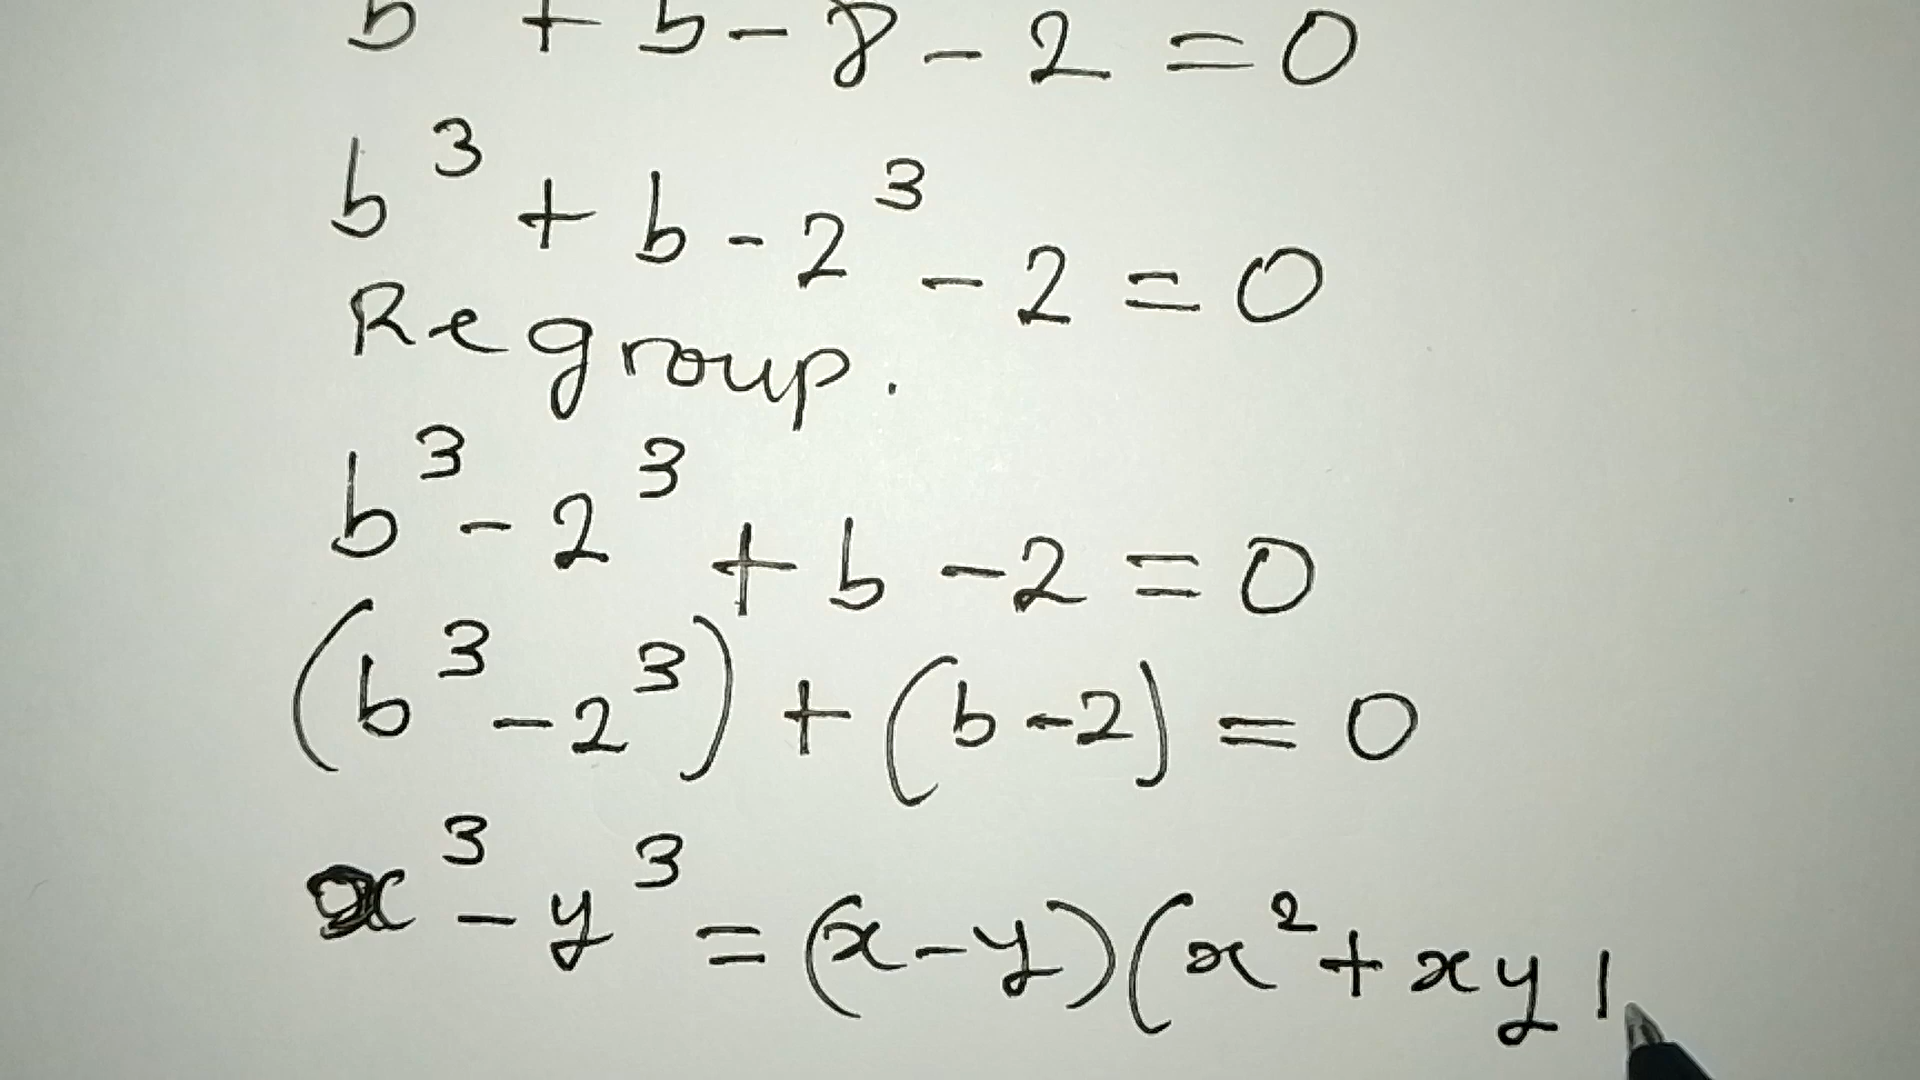 b + b - 8 - 2 = 0
b³ + b - 2³ - 2 = 0
Regroup.
b³ - 2³ + b - 2 = 0
(b³ - 2³) + (b - 2) = 0
x³ - y³ = (x - y)(x² + xy